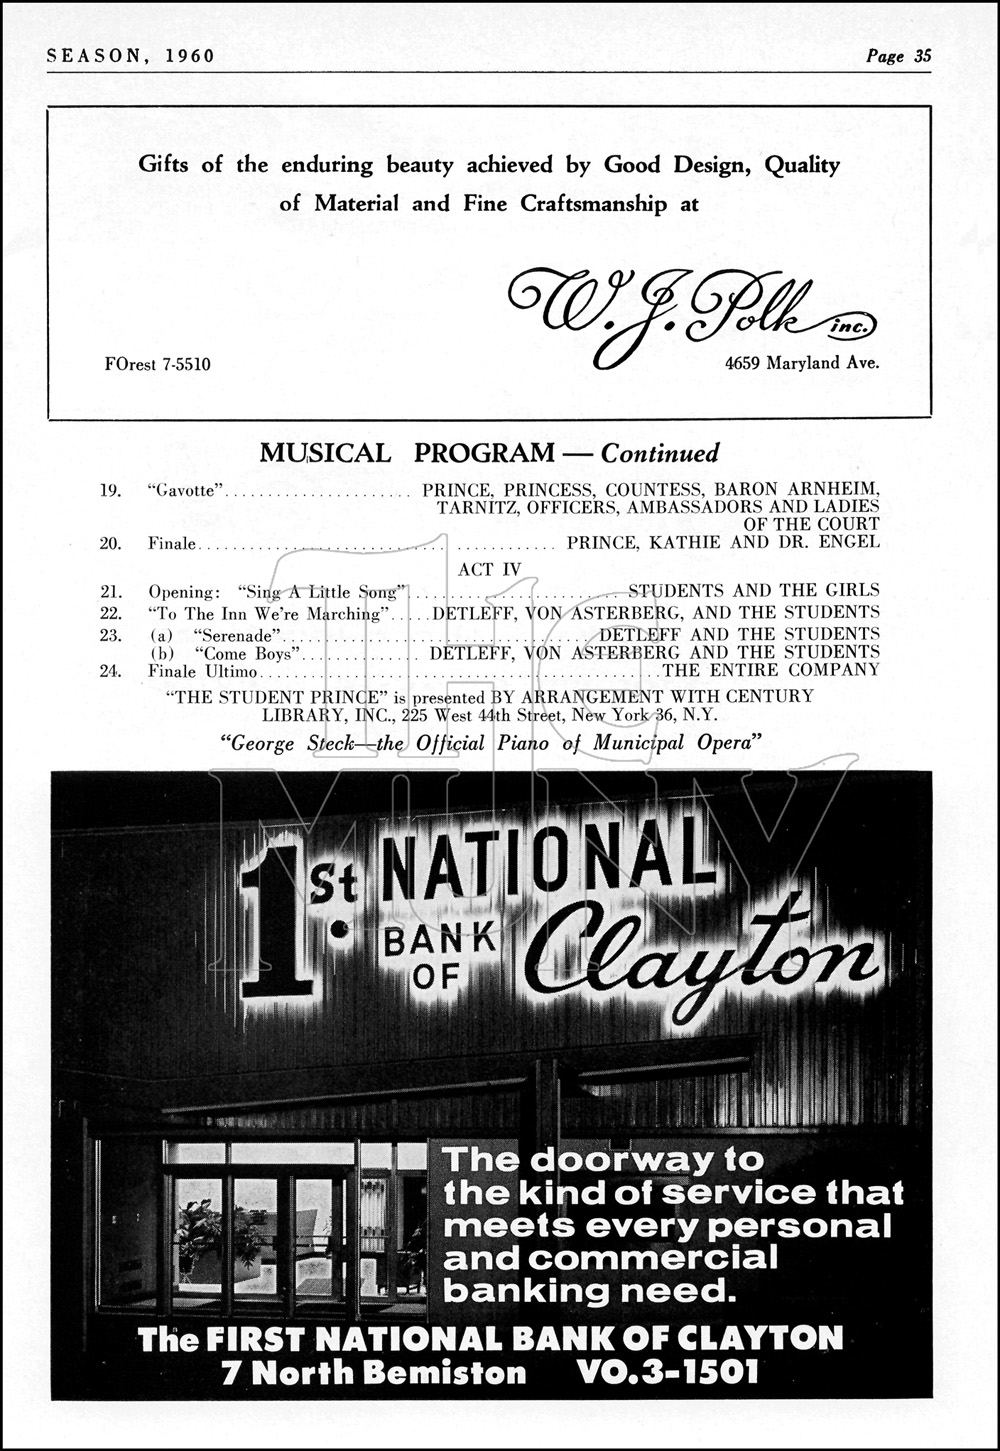 SEASON, 1960 Page 35
Gifts of the enduring beauty achieved by Good Design, Quality
of Material and Fine Craftsmanship at
W. J. Polk inc.
FOrest 7-5510 4659 Maryland Ave.
MUSICAL PROGRAM — Continued
19. “Gavotte”...................... PRINCE, PRINCESS, COUNTESS, BARON ARNHEIM,
TARNITZ, OFFICERS, AMBASSADORS AND LADIES
OF THE COURT
20. Finale......................................... PRINCE, KATHIE AND DR. ENGEL
ACT IV
21. Opening: “Sing A Little Song”..........................STUDENTS AND THE GIRLS
22. “To The Inn We're Marching”.....DETLEFF, VON ASTERBERG, AND THE STUDENTS
23. (a) “Serenade”.....................................DETLEFF AND THE STUDENTS
(b) “Come Boys”.............. DETLEFF, VON ASTERBERG AND THE STUDENTS
24. Finale Ultimo...............................................THE ENTIRE COMPANY
“THE STUDENT PRINCE” is presented BY ARRANGEMENT WITH CENTURY
LIBRARY, INC., 225 West 44th Street, New York 36, N.Y.
“George Steck—the Official Piano of Municipal Opera”
The
MUNY
1st. NATIONAL
BANK
OF Clayton
The doorway to
the kind of service that
meets every personal
and commercial
banking need.
The FIRST NATIONAL BANK OF CLAYTON
7 North Bemiston VO.3-1501